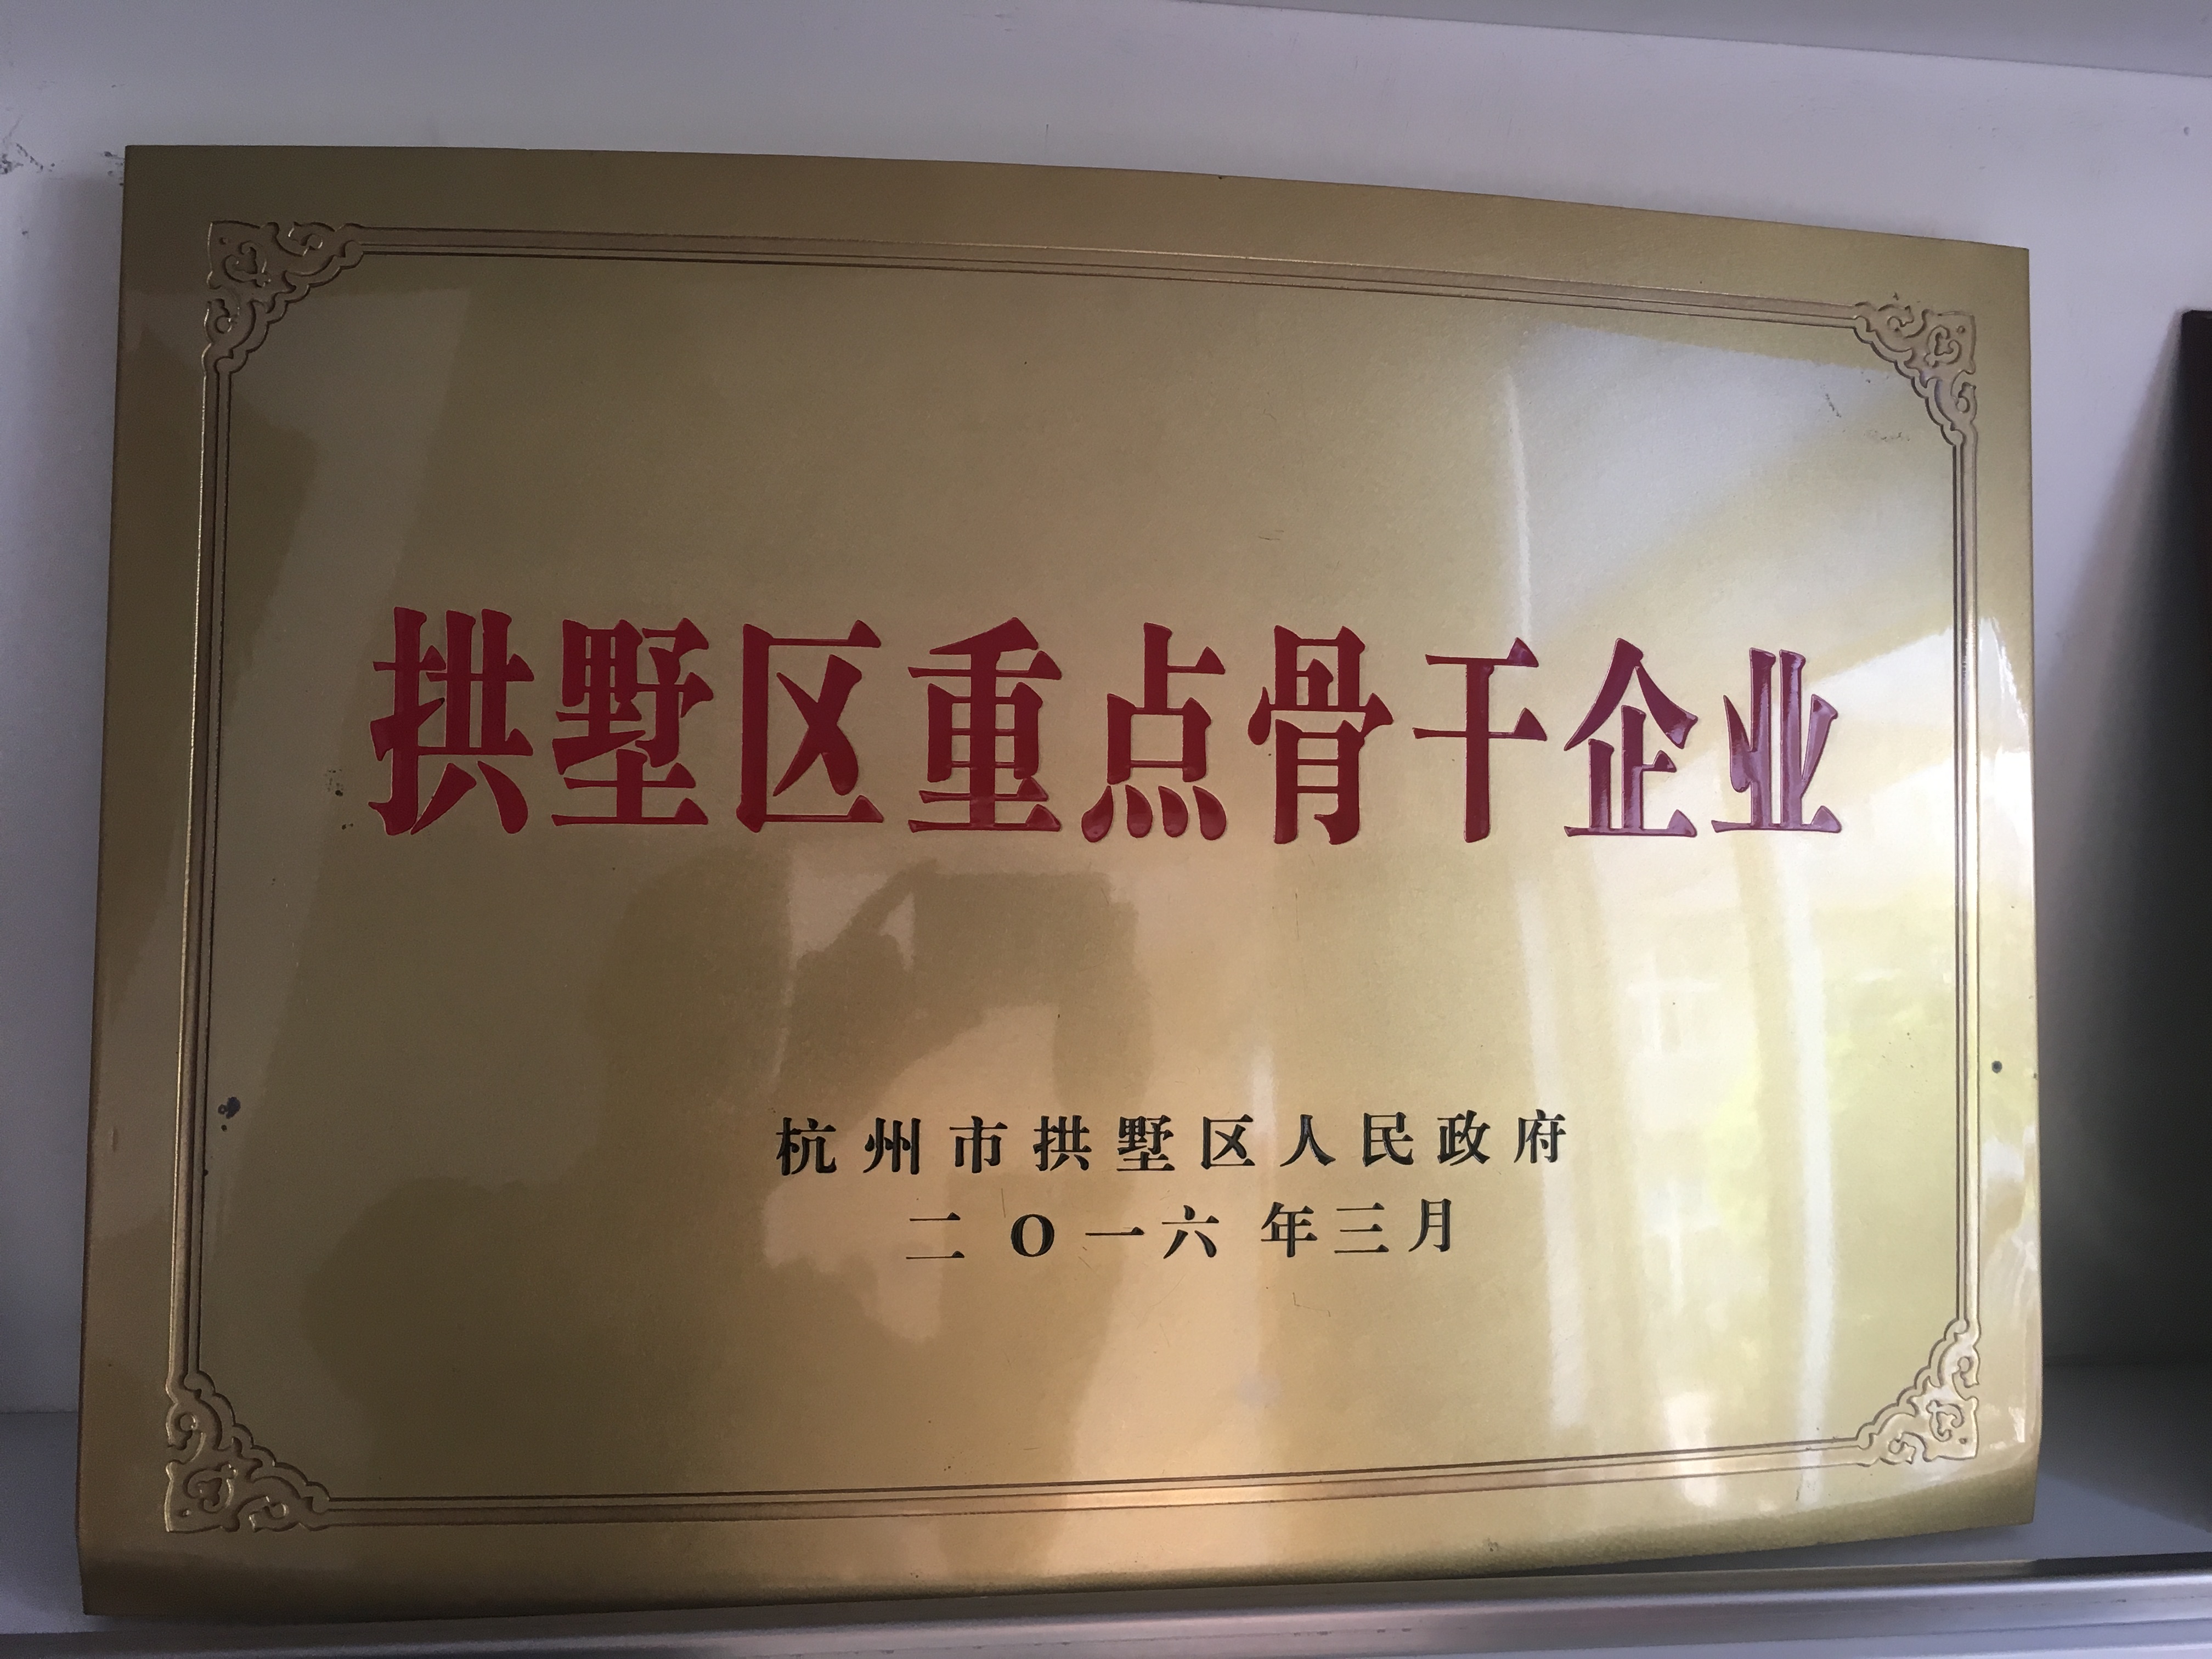 拱墅区重点骨干企业
杭州市拱墅区人民政府
二O一六年三月